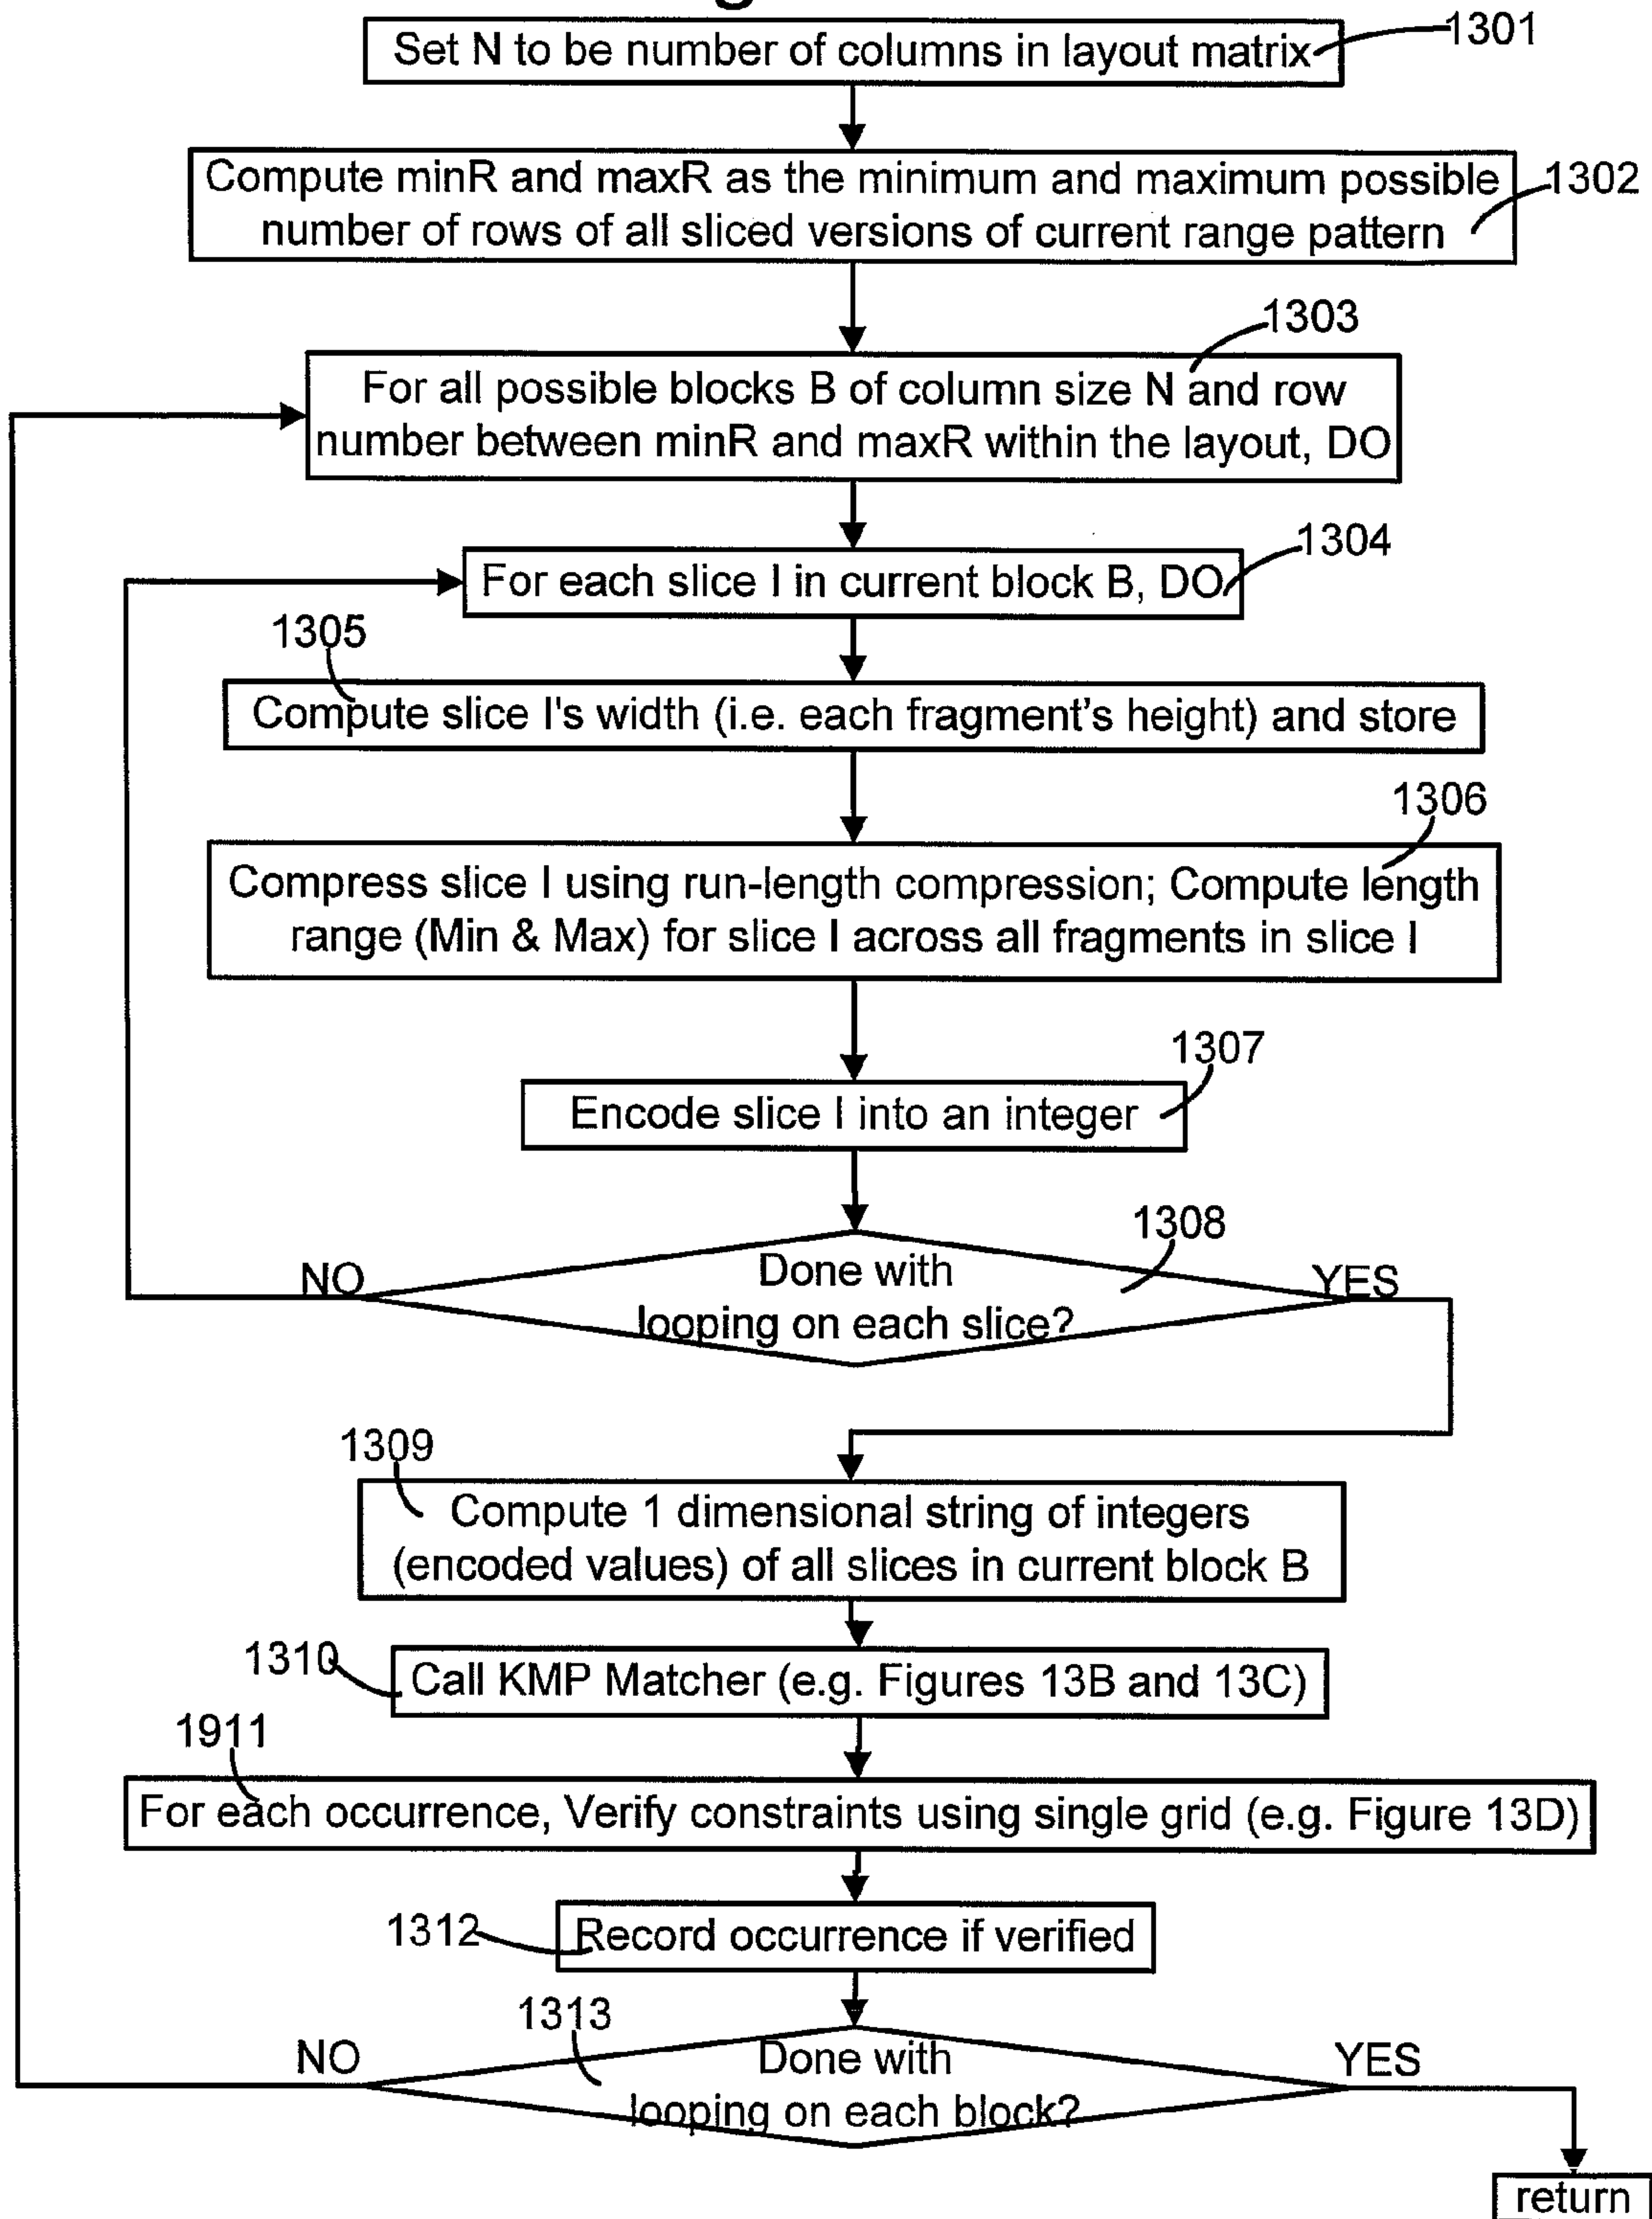 Set N to be number of columns in layout matrix
1301
Compute minR and maxR as the minimum and maximum possible
number of rows of all sliced versions of current range pattern
1302
1303
For all possible blocks B of column size N and row
number between minR and maxR within the layout, DO
1304
For each slice I in current block B, DO
1305
Compute slice I's width (i.e. each fragment's height) and store
1306
Compress slice I using run-length compression; Compute length
range (Min & Max) for slice I across all fragments in slice I
1307
Encode slice I into an integer
1308
NO
Done with
looping on each slice?
YES
1309
Compute 1 dimensional string of integers
(encoded values) of all slices in current block B
1310
Call KMP Matcher (e.g. Figures 13B and 13C)
1911
For each occurrence, Verify constraints using single grid (e.g. Figure 13D)
1312
Record occurrence if verified
1313
NO
Done with
looping on each block?
YES
return